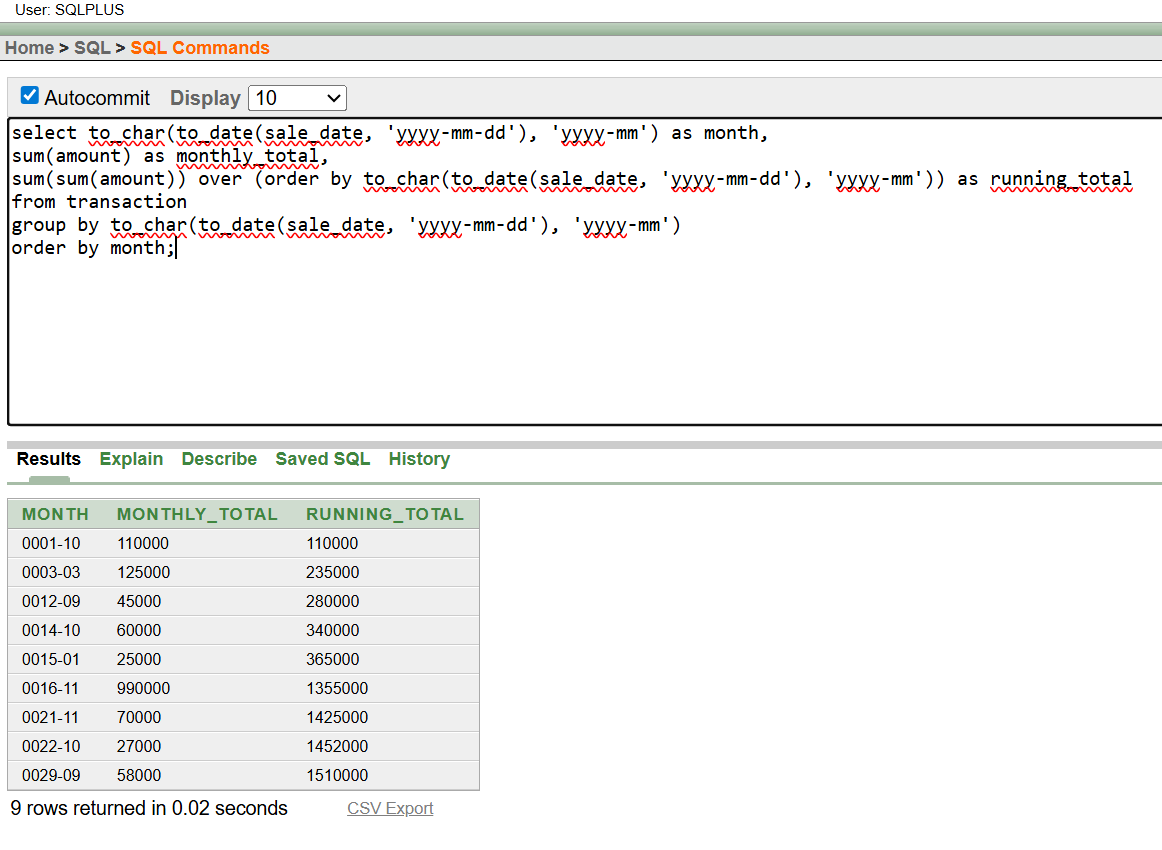 User: SQLPLUS
Home > SQL > SQL Commands
Autocommit Display 10
select to_char(to_date(sale_date, 'yyyy-mm-dd'), 'yyyy-mm') as month,
sum(amount) as monthly_total,
sum(sum(amount)) over (order by to_char(to_date(sale_date, 'yyyy-mm-dd'), 'yyyy-mm')) as running_total
from transaction
group by to_char(to_date(sale_date, 'yyyy-mm-dd'), 'yyyy-mm')
order by month;
Results Explain Describe Saved SQL History
MONTH MONTHLY_TOTAL RUNNING_TOTAL
0001-10 110000 110000
0003-03 125000 235000
0012-09 45000 280000
0014-10 60000 340000
0015-01 25000 365000
0016-11 990000 1355000
0021-11 70000 1425000
0022-10 27000 1452000
0029-09 58000 1510000
9 rows returned in 0.02 seconds CSV Export